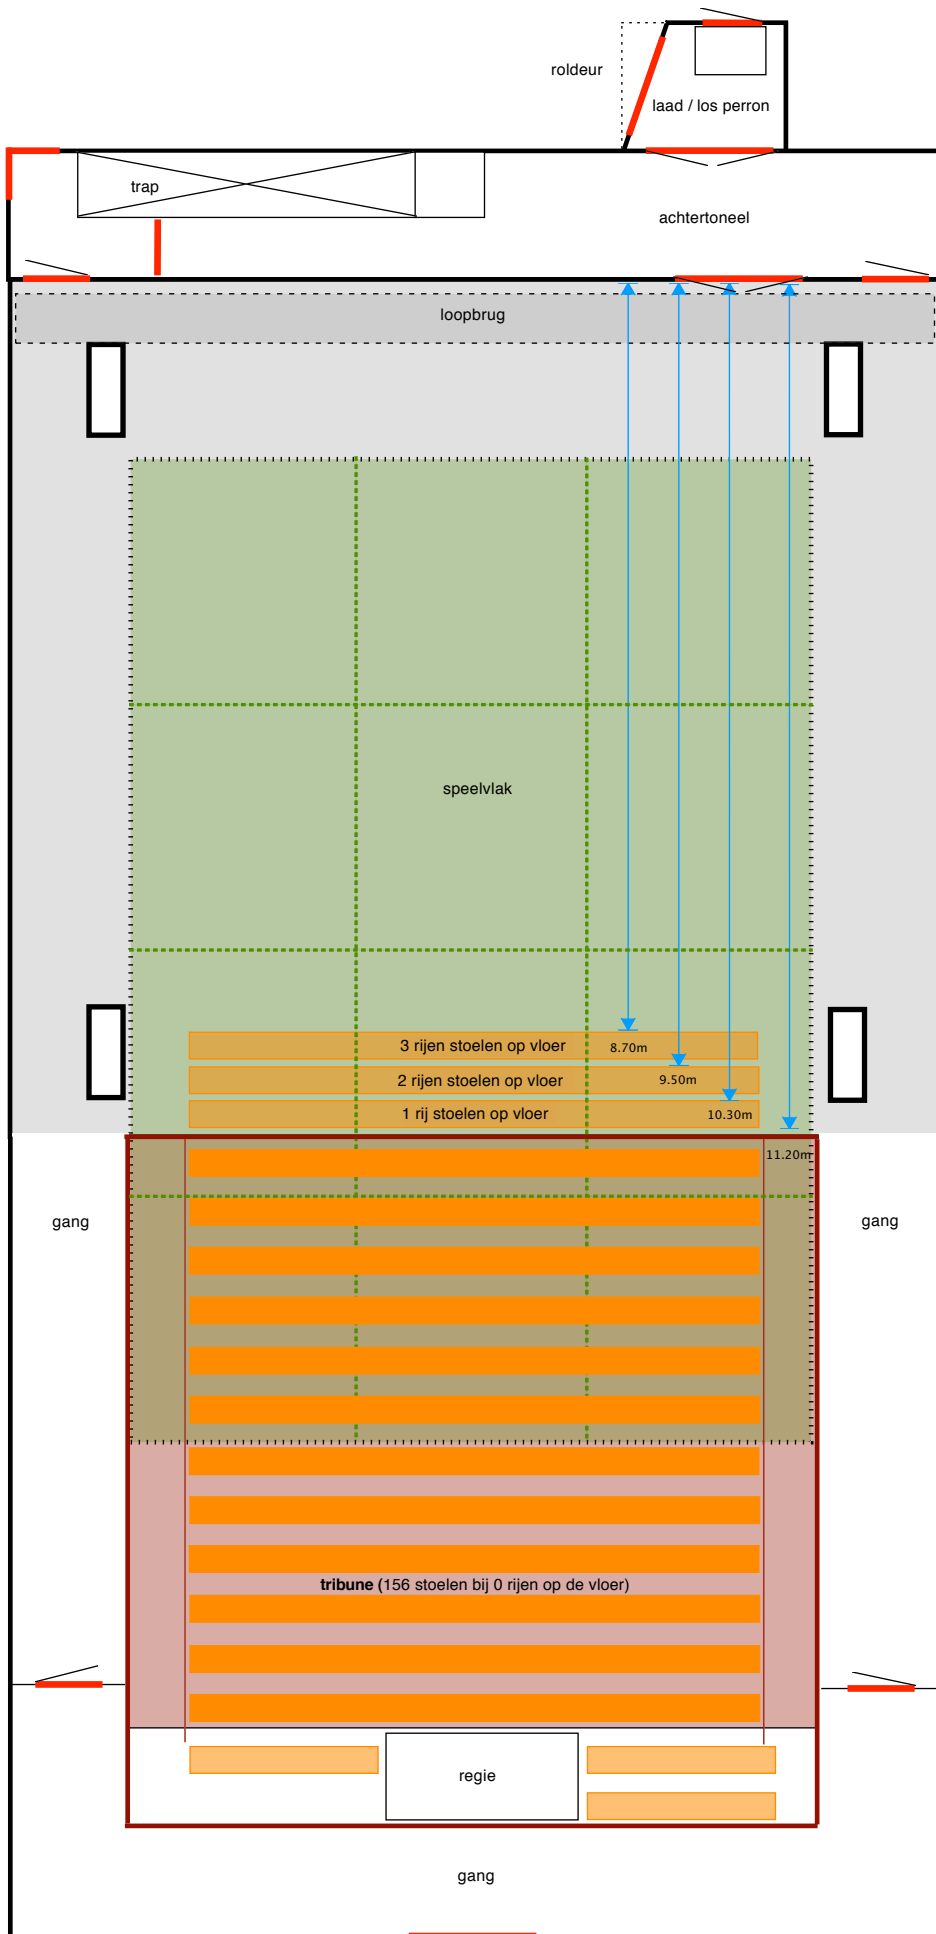 roldeur
laad / los perron
trap
achtertoneel
loopbrug
speelvlak
3 rijen stoelen op vloer
8.70m
2 rijen stoelen op vloer
9.50m
1 rij stoelen op vloer
10.30m
11.20m
gang
gang
tribune (156 stoelen bij 0 rijen op de vloer)
regie
gang